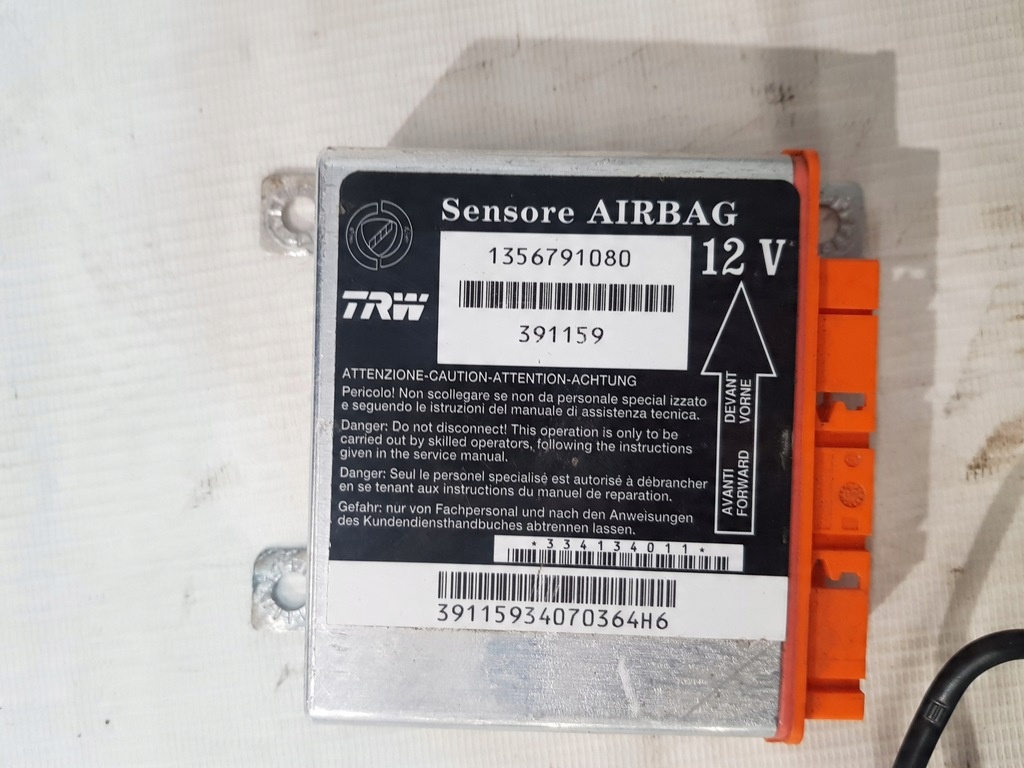 Sensore AIRBAG
1356791080
12 V
TRW
391159
ATTENZIONE-CAUTION-ATTENTION-ACHTUNG
Pericolo! Non scollegare se non da personale special izzato
e seguendo le istruzioni del manuale di assistenza tecnica.
Danger: Do not disconnect! This operation is only to be
carried out by skilled operators, following the instructions
given in the service manual.
Danger: Seul le personel specialisé est autorisé à débrancher
en se tenant aux instructions du manuel de reparation.
Gefahr: nur von Fachpersonal und nach den Anweisungen
des Kundendiensthandbuches abtrennen lassen.
AVANTI DEVANT
FORWARD VORNE
*334134011*
39115934070364H6